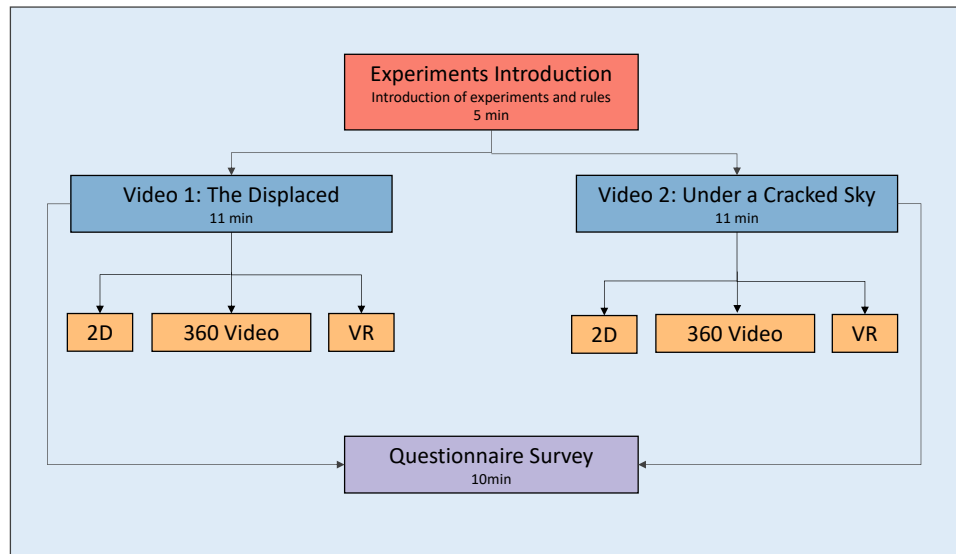 Experiments Introduction
Introduction of experiments and rules
5 min
Video 1: The Displaced
11 min
Video 2: Under a Cracked Sky
11 min
2D
360 Video
VR
2D
360 Video
VR
Questionnaire Survey
10min